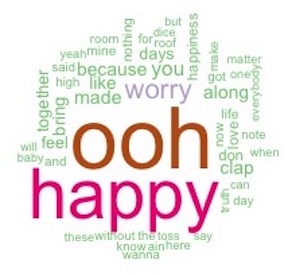 but
dice
nothing
room for happiness
yeah mine roof make
said days got one
high because you matter
everybody
together like
bring made worry along
ooh
feel now life
love note
will don when
baby and clap
happy
truth can
day
these without the toss say
know ain here
wanna